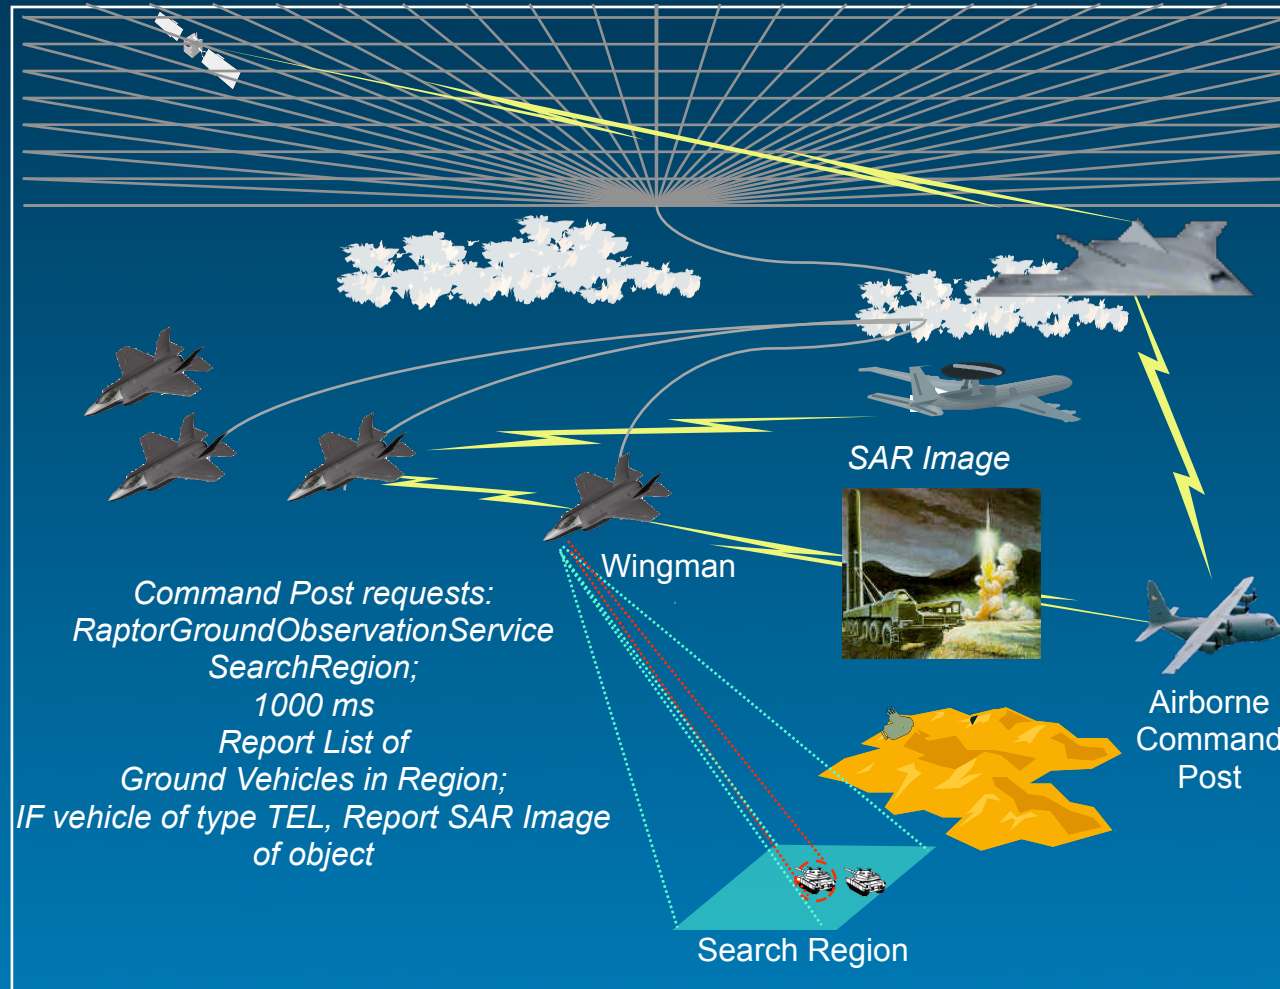 SAR Image
Wingman
Command Post requests:
RaptorGroundObservationService
SearchRegion;
1000 ms
Report List of
Ground Vehicles in Region;
IF vehicle of type TEL, Report SAR Image
of object
Airborne
Command
Post
Search Region